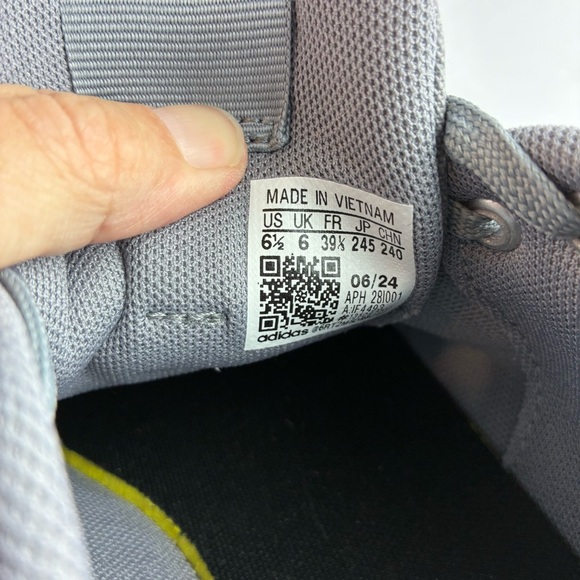 MADE IN VIETNAM
US UK FR JP CHN
6½ 6 39⅓ 245 240
06/24
APH 28I001
adidas